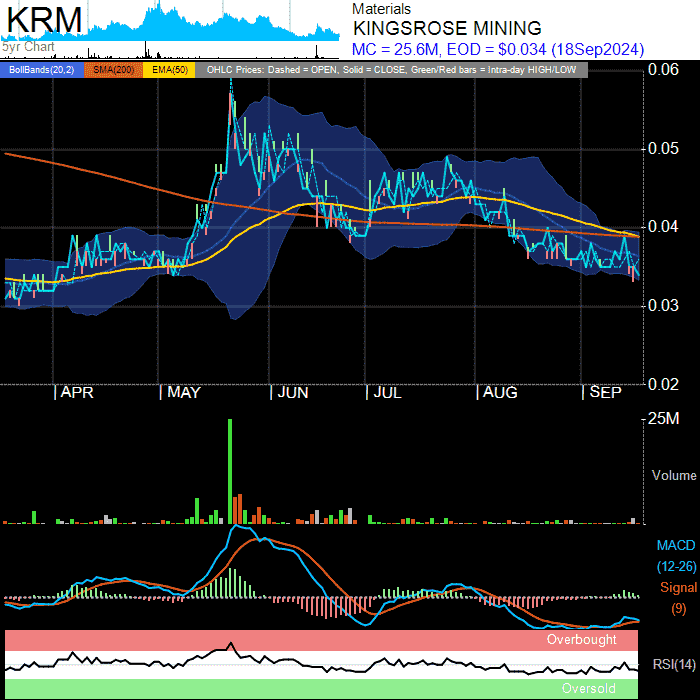 KRM
5yr Chart
Materials
KINGSROSE MINING
MC = 25.6M, EOD = $0.034 (18Sep2024)
BollBands(20,2) SMA(200) EMA(50) OHLC Prices: Dashed = OPEN, Solid = CLOSE, Green/Red bars = Intra-day HIGH/LOW
0.06
0.05
0.04
0.03
0.02
APR MAY JUN JUL AUG SEP
25M
Volume
MACD
(12-26)
Signal
(9)
Overbought
RSI(14)
Oversold